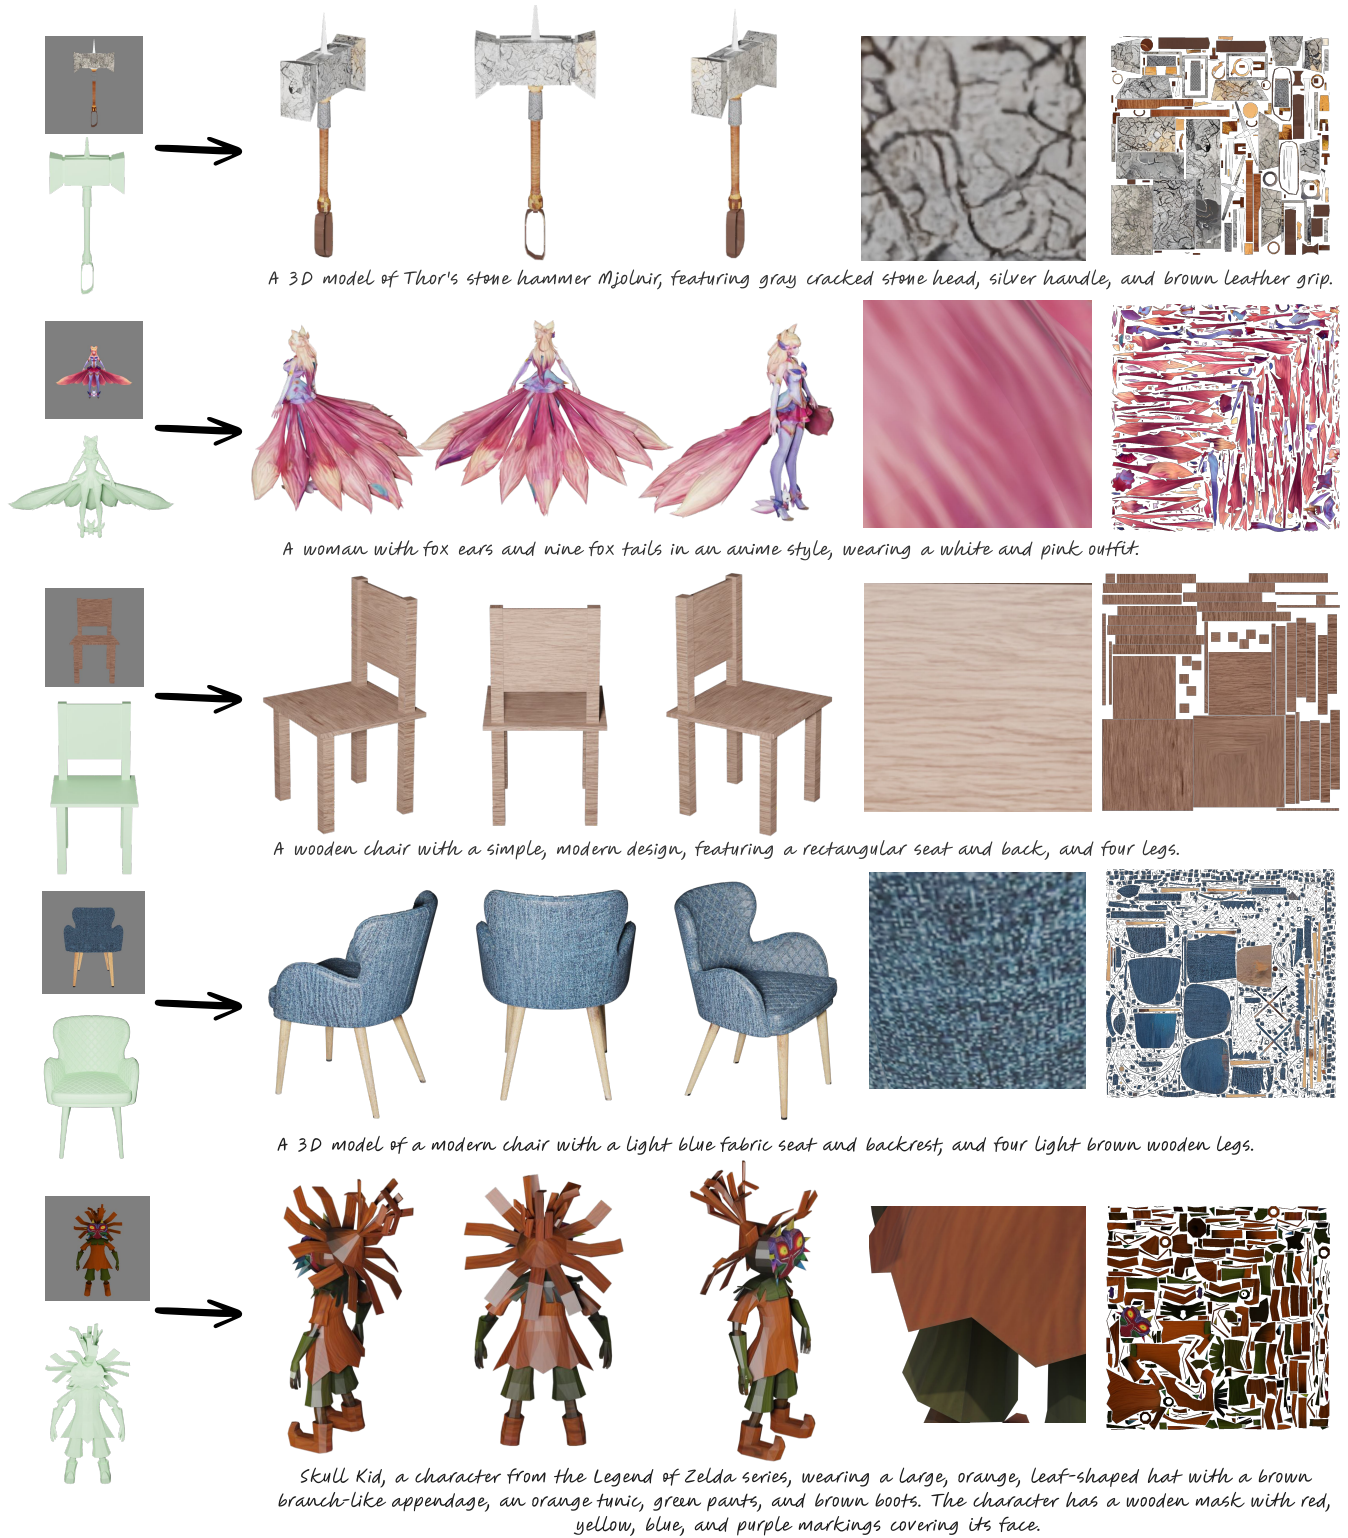 A 3D model of Thor's stone hammer Mjolnir, featuring gray cracked stone head, silver handle, and brown leather grip.
A woman with fox ears and nine fox tails in an anime style, wearing a white and pink outfit.
A wooden chair with a simple, modern design, featuring a rectangular seat and back, and four legs.
A 3D model of a modern chair with a light blue fabric seat and backrest, and four light brown wooden legs.
Skull Kid, a character from the Legend of Zelda series, wearing a large, orange, leaf-shaped hat with a brown
branch-like appendage, an orange tunic, green pants, and brown boots. The character has a wooden mask with red,
yellow, blue, and purple markings covering its face.